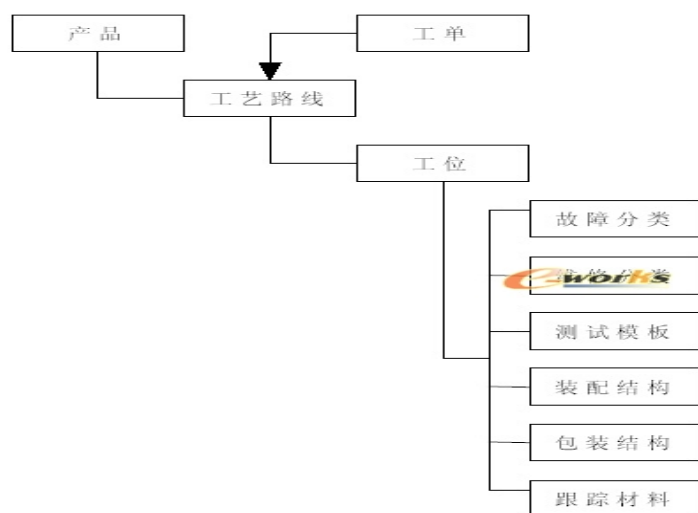 产品
工单
工艺路线
工位
故障分类
e-works
测试模板
装配结构
包装结构
跟踪材料